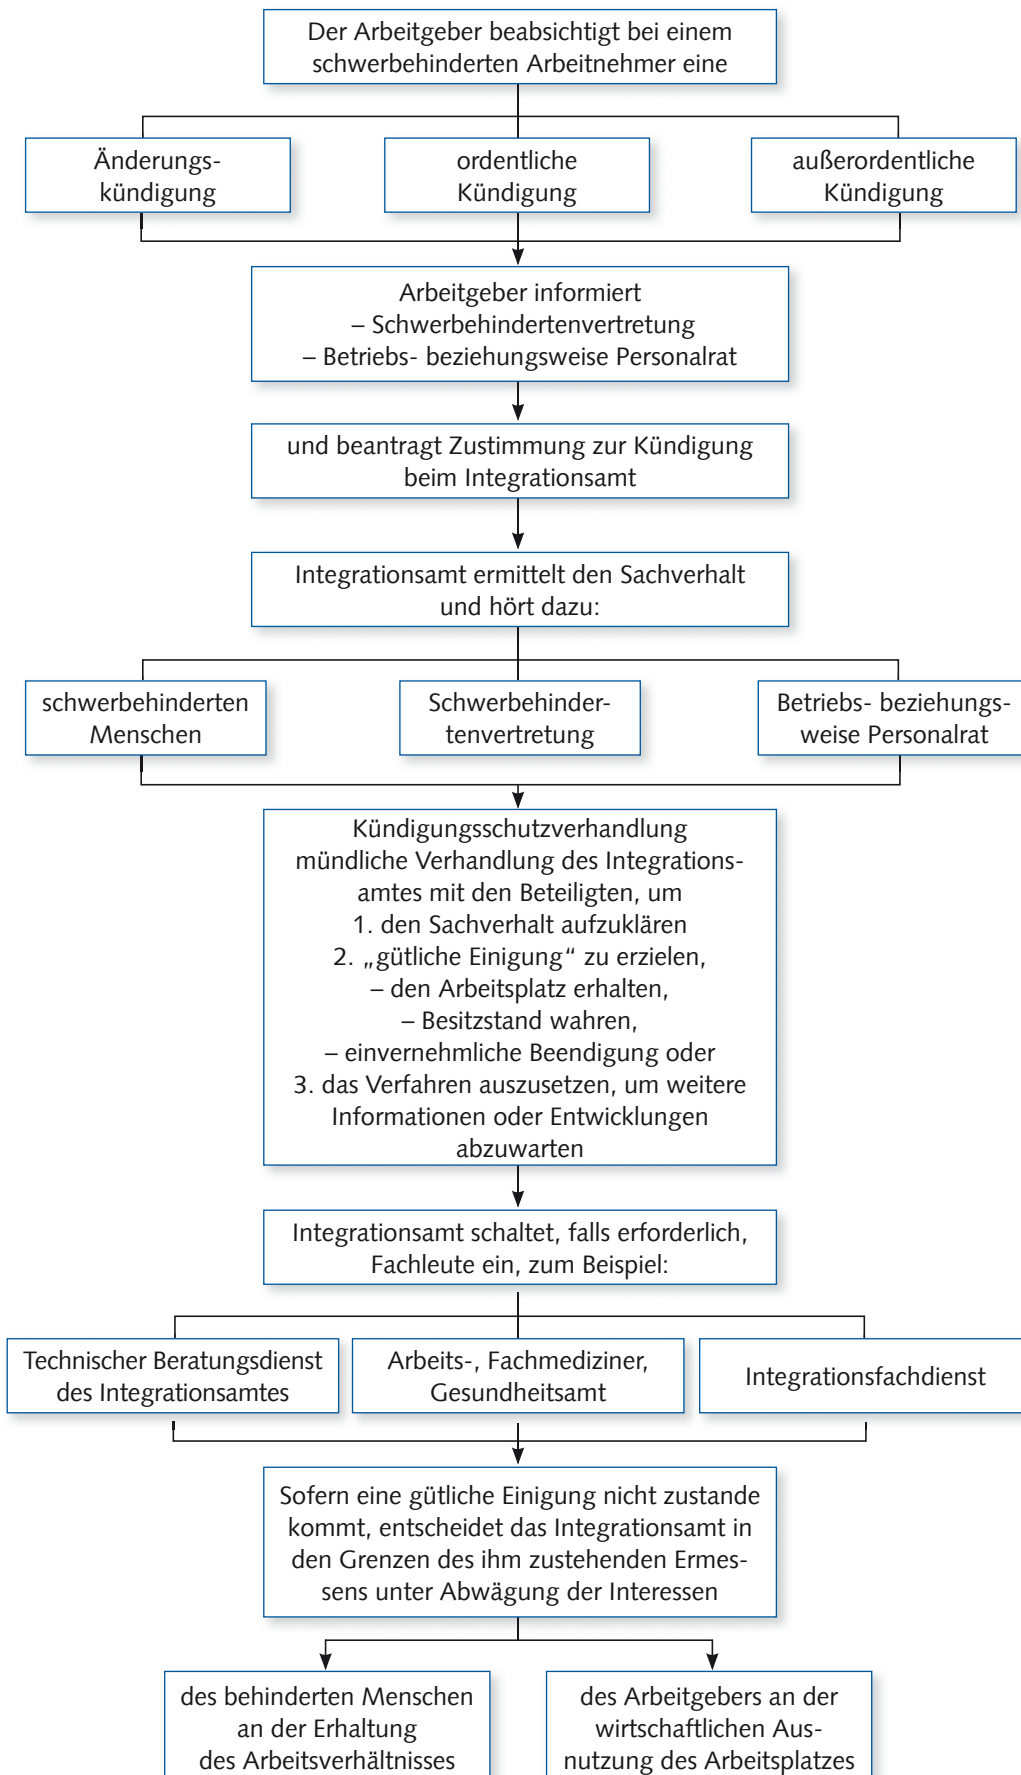 Der Arbeitgeber beabsichtigt bei einem
schwerbehinderten Arbeitnehmer eine
Änderungs-
kündigung
ordentliche
Kündigung
außerordentliche
Kündigung
Arbeitgeber informiert
– Schwerbehindertenvertretung
– Betriebs- beziehungsweise Personalrat
und beantragt Zustimmung zur Kündigung
beim Integrationsamt
Integrationsamt ermittelt den Sachverhalt
und hört dazu:
schwerbehinderten
Menschen
Schwerbehinder-
tenvertretung
Betriebs- beziehungs-
weise Personalrat
Kündigungsschutzverhandlung
mündliche Verhandlung des Integrations-
amtes mit den Beteiligten, um
1. den Sachverhalt aufzuklären
2. „gütliche Einigung“ zu erzielen,
– den Arbeitsplatz erhalten,
– Besitzstand wahren,
– einvernehmliche Beendigung oder
3. das Verfahren auszusetzen, um weitere
Informationen oder Entwicklungen
abzuwarten
Integrationsamt schaltet, falls erforderlich,
Fachleute ein, zum Beispiel:
Technischer Beratungsdienst
des Integrationsamtes
Arbeits-, Fachmediziner,
Gesundheitsamt
Integrationsfachdienst
Sofern eine gütliche Einigung nicht zustande
kommt, entscheidet das Integrationsamt in
den Grenzen des ihm zustehenden Ermes-
sens unter Abwägung der Interessen
des behinderten Menschen
an der Erhaltung
des Arbeitsverhältnisses
des Arbeitgebers an der
wirtschaftlichen Aus-
nutzung des Arbeitsplatzes